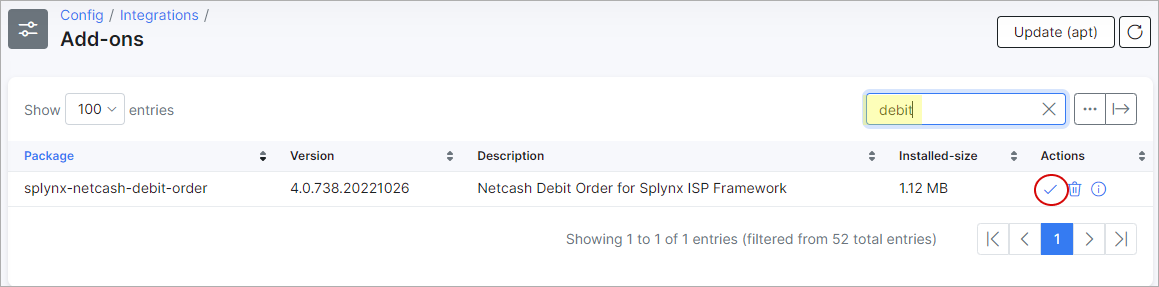 Config / Integrations /
Add-ons
Update (apt)
Show 100 entries
debit
Package Version Description Installed-size Actions
splynx-netcash-debit-order 4.0.738.20221026 Netcash Debit Order for Splynx ISP Framework 1.12 MB
Showing 1 to 1 of 1 entries (filtered from 52 total entries) 1